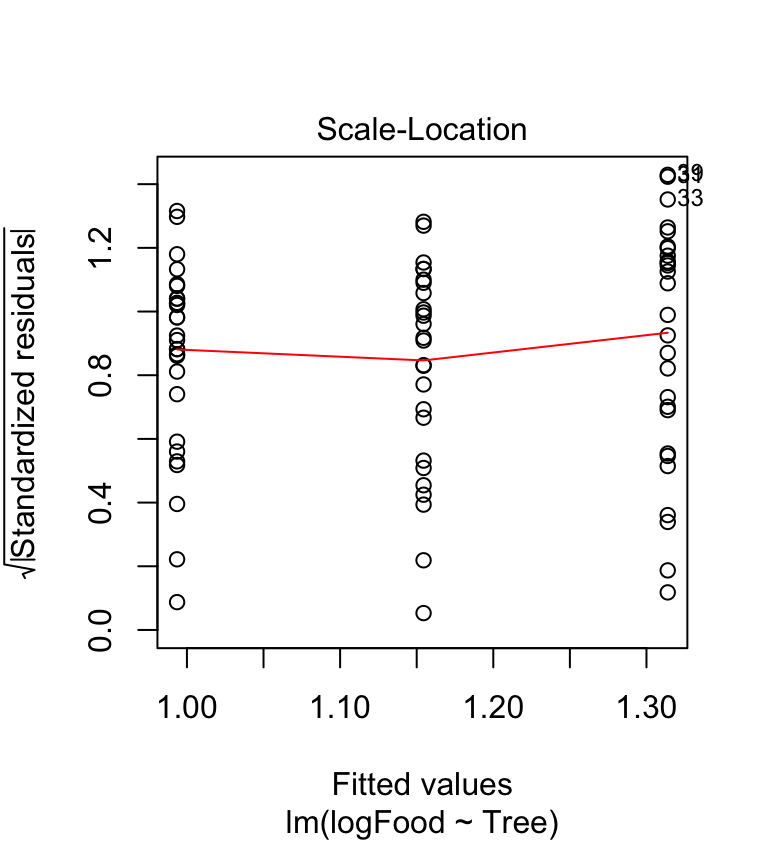 Scale-Location
39
33
1.2
0.8
0.4
0.0
√|Standardized residuals|
1.00 1.10 1.20 1.30
Fitted values
lm(logFood ~ Tree)